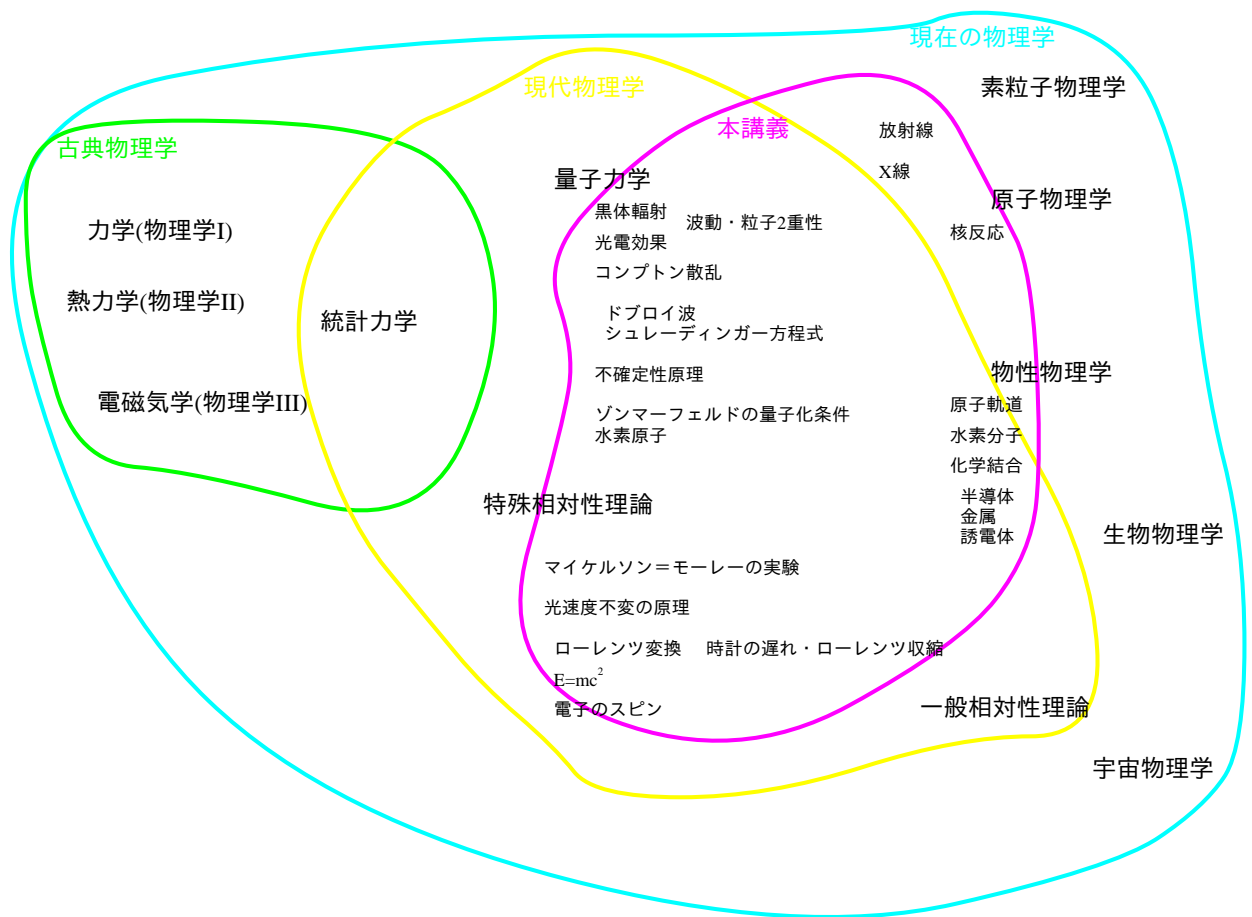 現在の物理学
素粒子物理学
現代物理学
本講義
放射線
古典物理学
X線
量子力学
原子物理学
黒体輻射
波動・粒子2重性
力学(物理学I)
核反応
光電効果
コンプトン散乱
熱力学(物理学II)
統計力学
ドブロイ波
シュレーディンガー方程式
不確定性原理
物性物理学
電磁気学(物理学III)
原子軌道
ゾンマーフェルドの量子化条件
水素原子
水素分子
化学結合
特殊相対性理論
半導体
金属
誘電体
生物物理学
マイケルソン＝モーレーの実験
光速度不変の原理
ローレンツ変換
時計の遅れ・ローレンツ収縮
E=mc²
電子のスピン
一般相対性理論
宇宙物理学